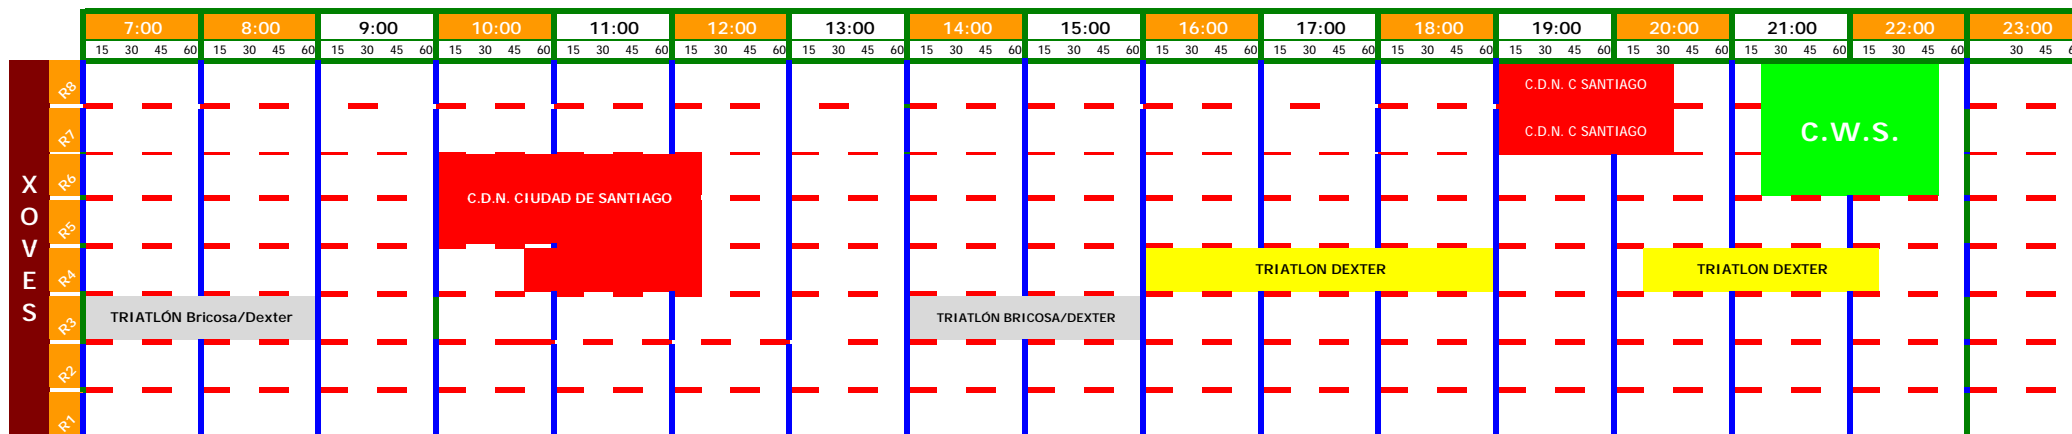 7:00 8:00 9:00 10:00 11:00 12:00 13:00 14:00 15:00 16:00 17:00 18:00 19:00 20:00 21:00 22:00 23:00
15 30 45 60 15 30 45 60 15 30 45 60 15 30 45 60 15 30 45 60 15 30 45 60 15 30 45 60 15 30 45 60 15 30 45 60 15 30 45 60 15 30 45 60 15 30 45 60 15 30 45 60 15 30 45 60 15 30 45 60 15 30 45 60 30 45
XOVES
R8 C.D.N. C SANTIAGO
R7 C.D.N. C SANTIAGO C.W.S.
R6
C.D.N. CIUDAD DE SANTIAGO
R5
R4 TRIATLON DEXTER TRIATLON DEXTER
R3 TRIATLÓN Bricosa/Dexter TRIATLÓN BRICOSA/DEXTER
R2
R1